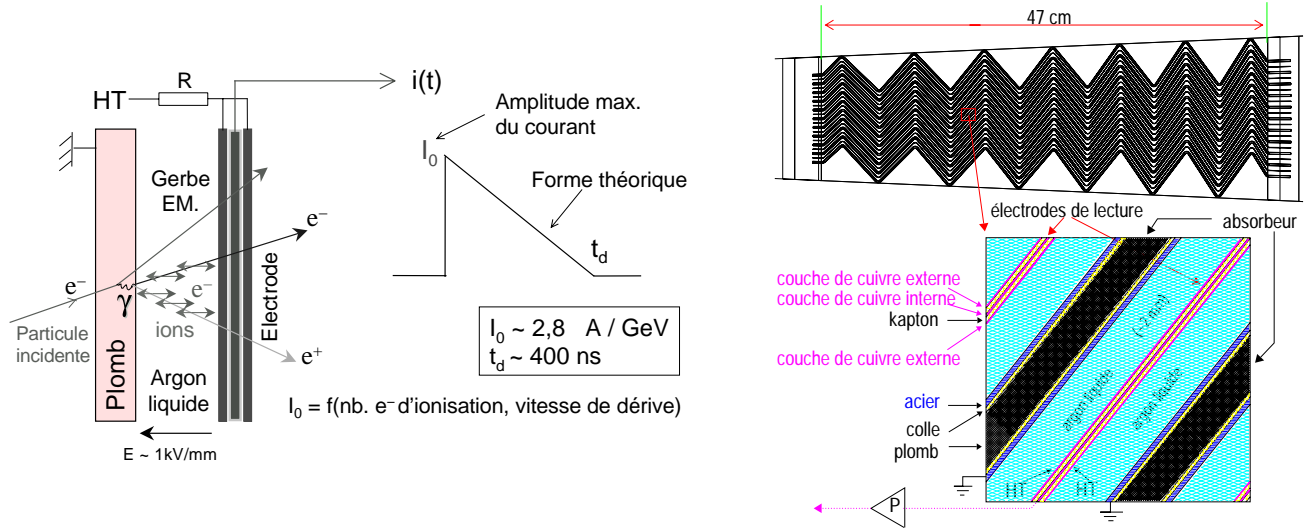 HT
R
i(t)
Amplitude max.
du courant
I0
Forme théorique
td
Gerbe
EM.
e–
e–
γ
e–
Particule
incidente
ions
e+
Electrode
Plomb
Argon
liquide
E ~ 1kV/mm
I0 ~ 2,8 A / GeV
td ~ 400 ns
I0 = f(nb. e– d'ionisation, vitesse de dérive)
47 cm
électrodes de lecture
absorbeur
couche de cuivre externe
couche de cuivre interne
kapton
couche de cuivre externe
(~2 mm)
argon liquide
argon liquide
acier
colle
plomb
HT
HT
P